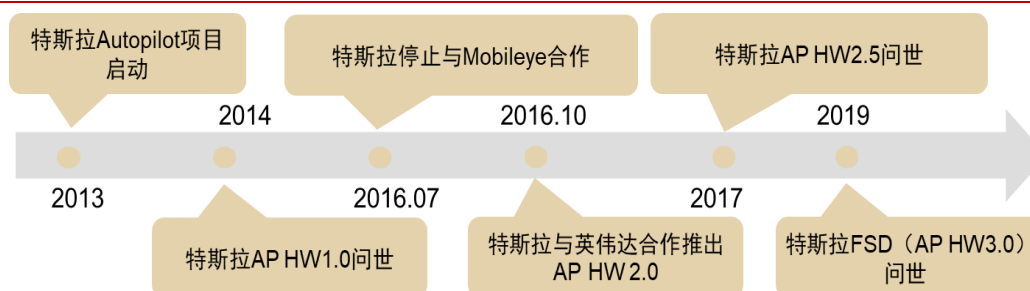 特斯拉Autopilot项目
启动
特斯拉停止与Mobileye合作
特斯拉AP HW2.5问世
2014
2016.10
2019
2013
2016.07
2017
特斯拉AP HW1.0问世
特斯拉与英伟达合作推出
AP HW 2.0
特斯拉FSD（AP HW3.0）
问世